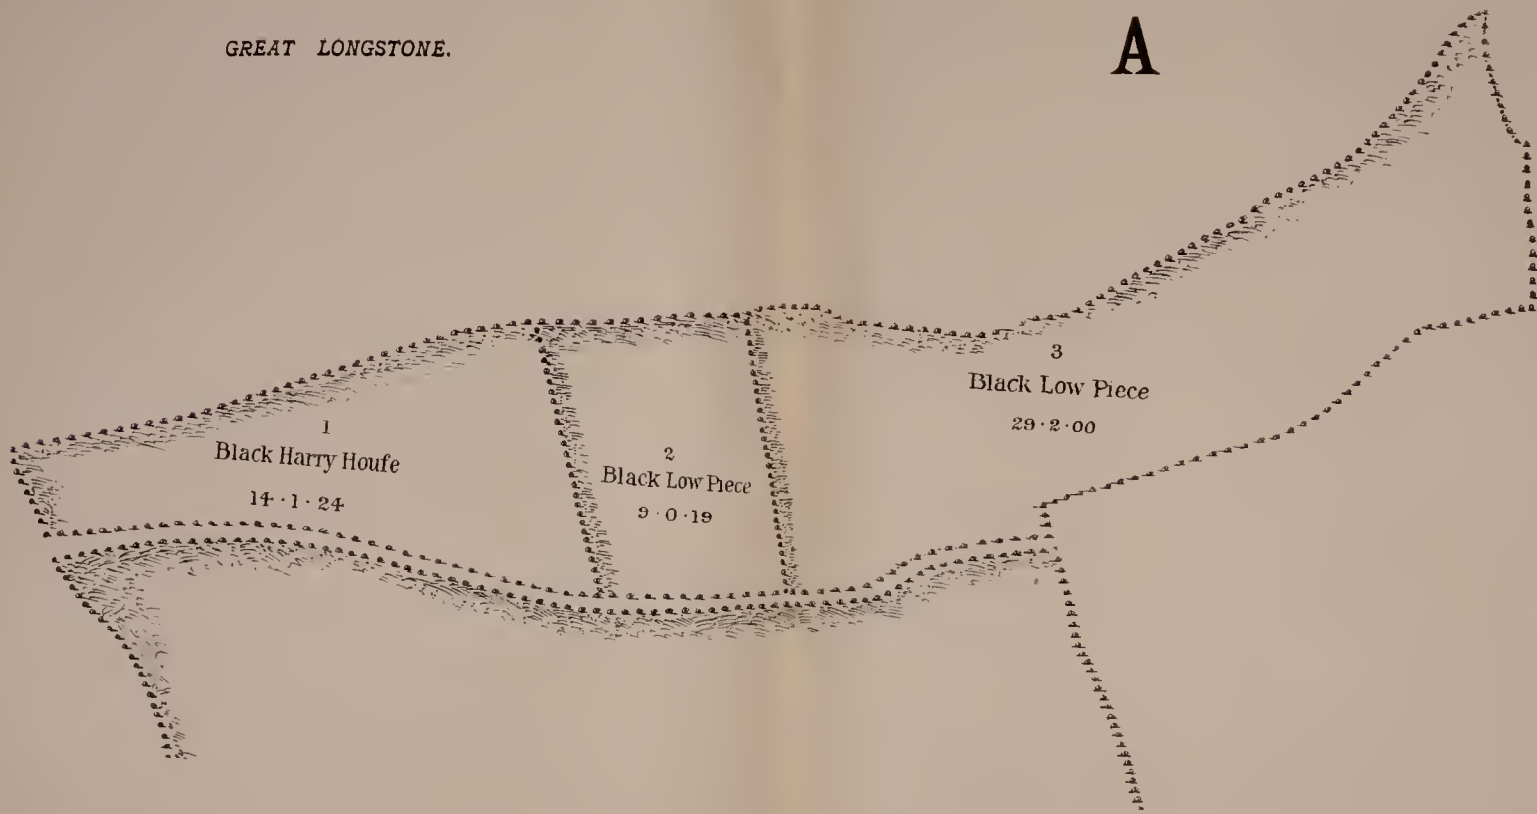 GREAT LONGSTONE.
A
1
Black Harry Houfe
14·1·24
2
Black Low Piece
9·0·19
3
Black Low Piece
29·2·00